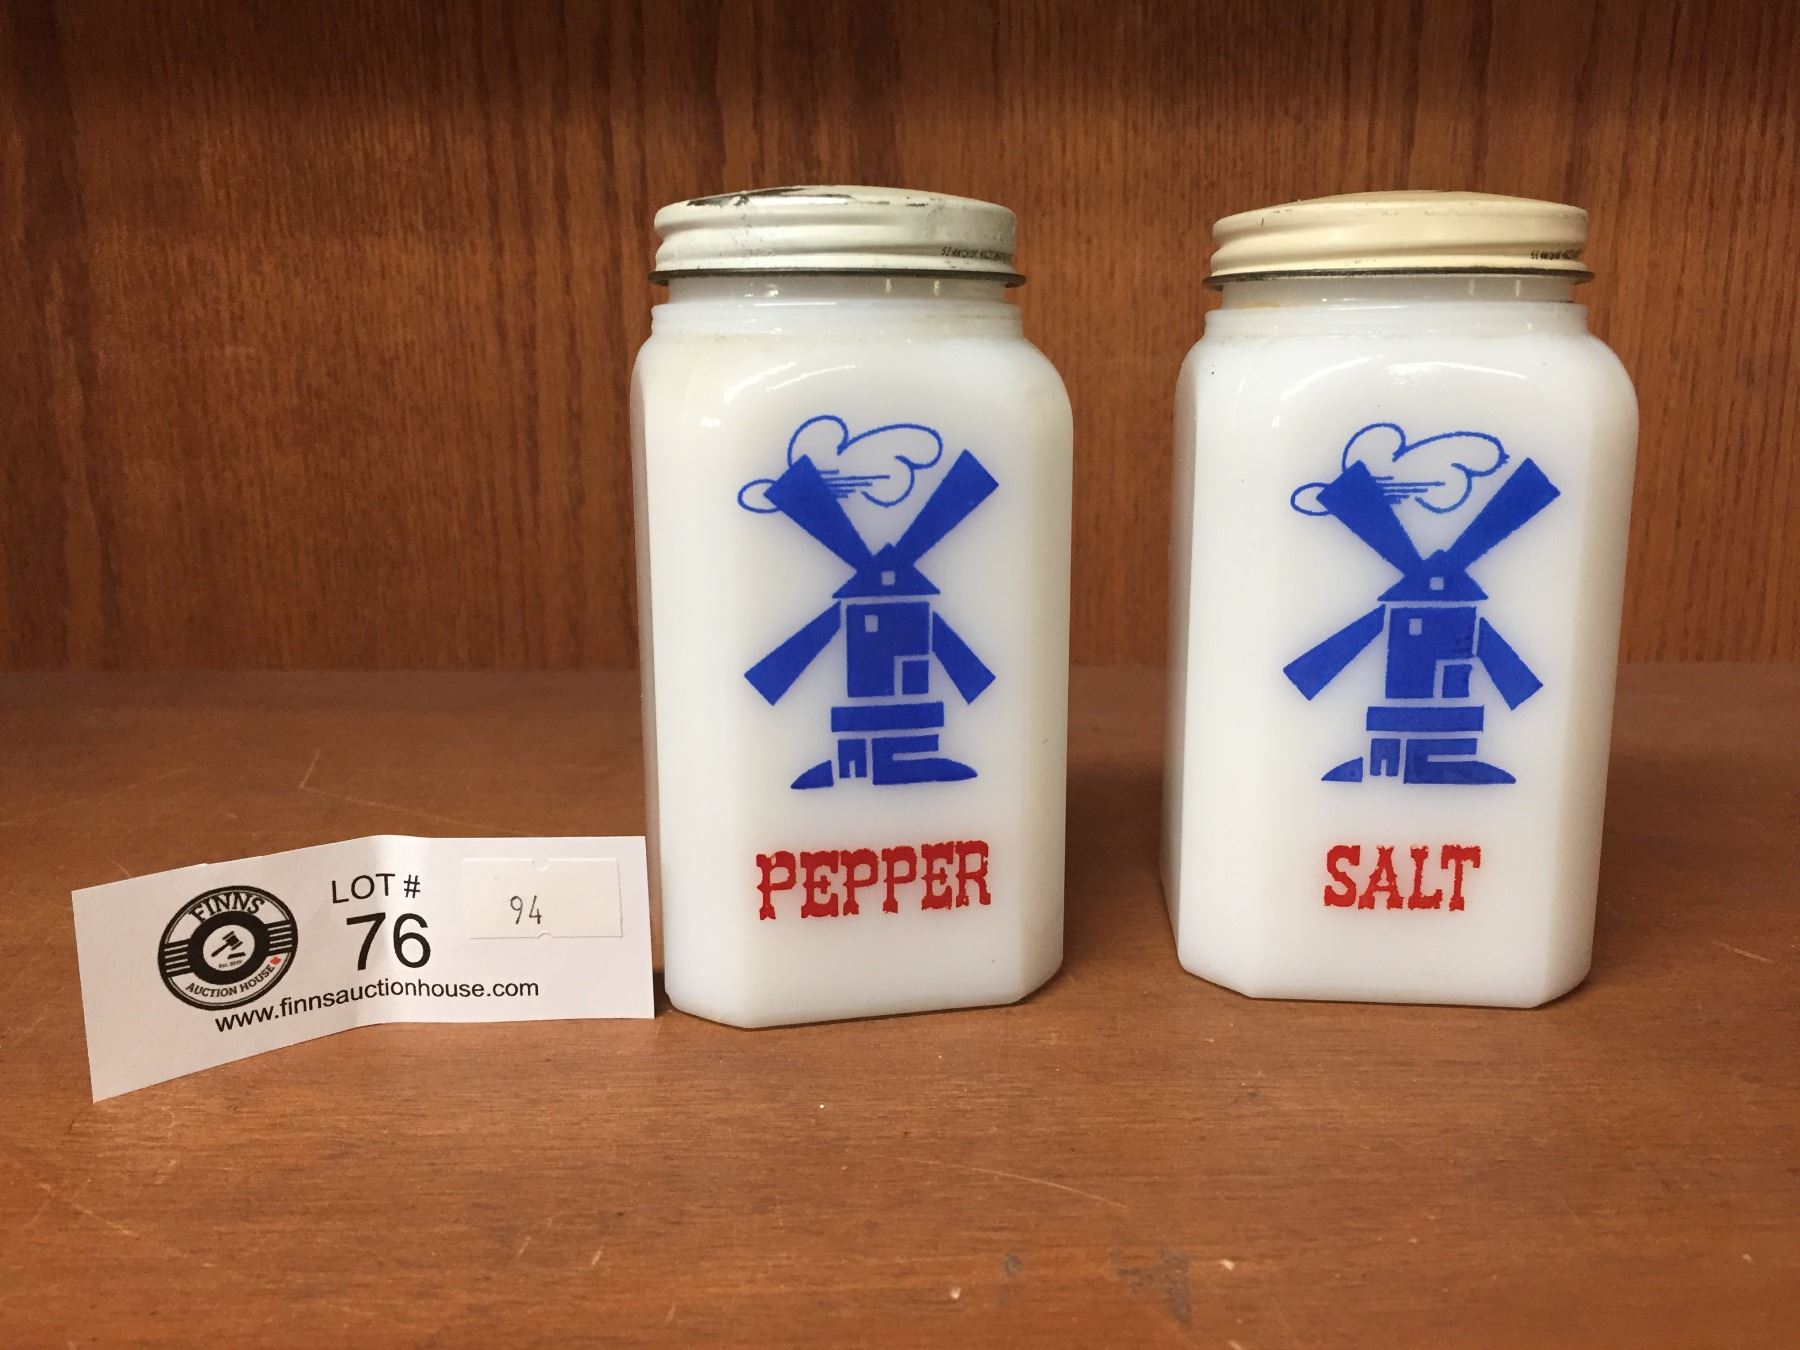 FINNS
AUCTION HOUSE
LOT #
76
94
www.finnsauctionhouse.com
PEPPER
SALT